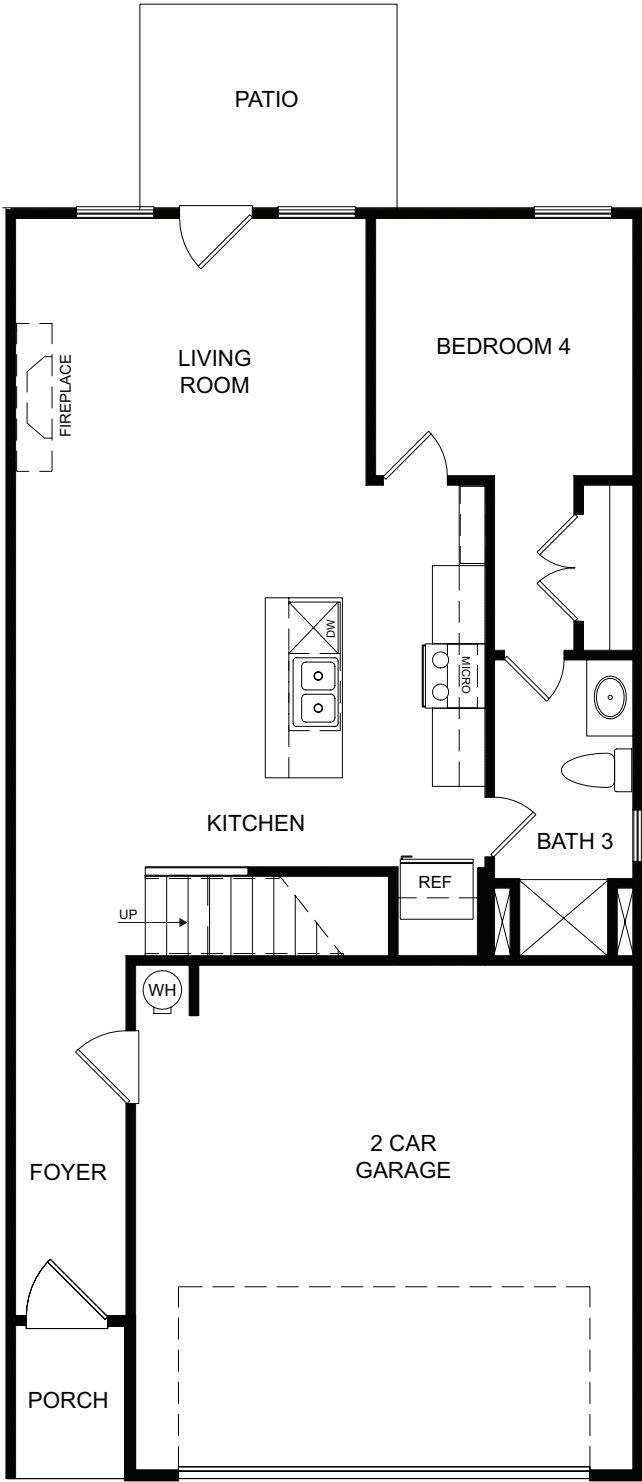 PATIO
LIVING
ROOM
BEDROOM 4
FIREPLACE
DW
MICRO
KITCHEN
BATH 3
REF
UP
WH
2 CAR
GARAGE
FOYER
PORCH